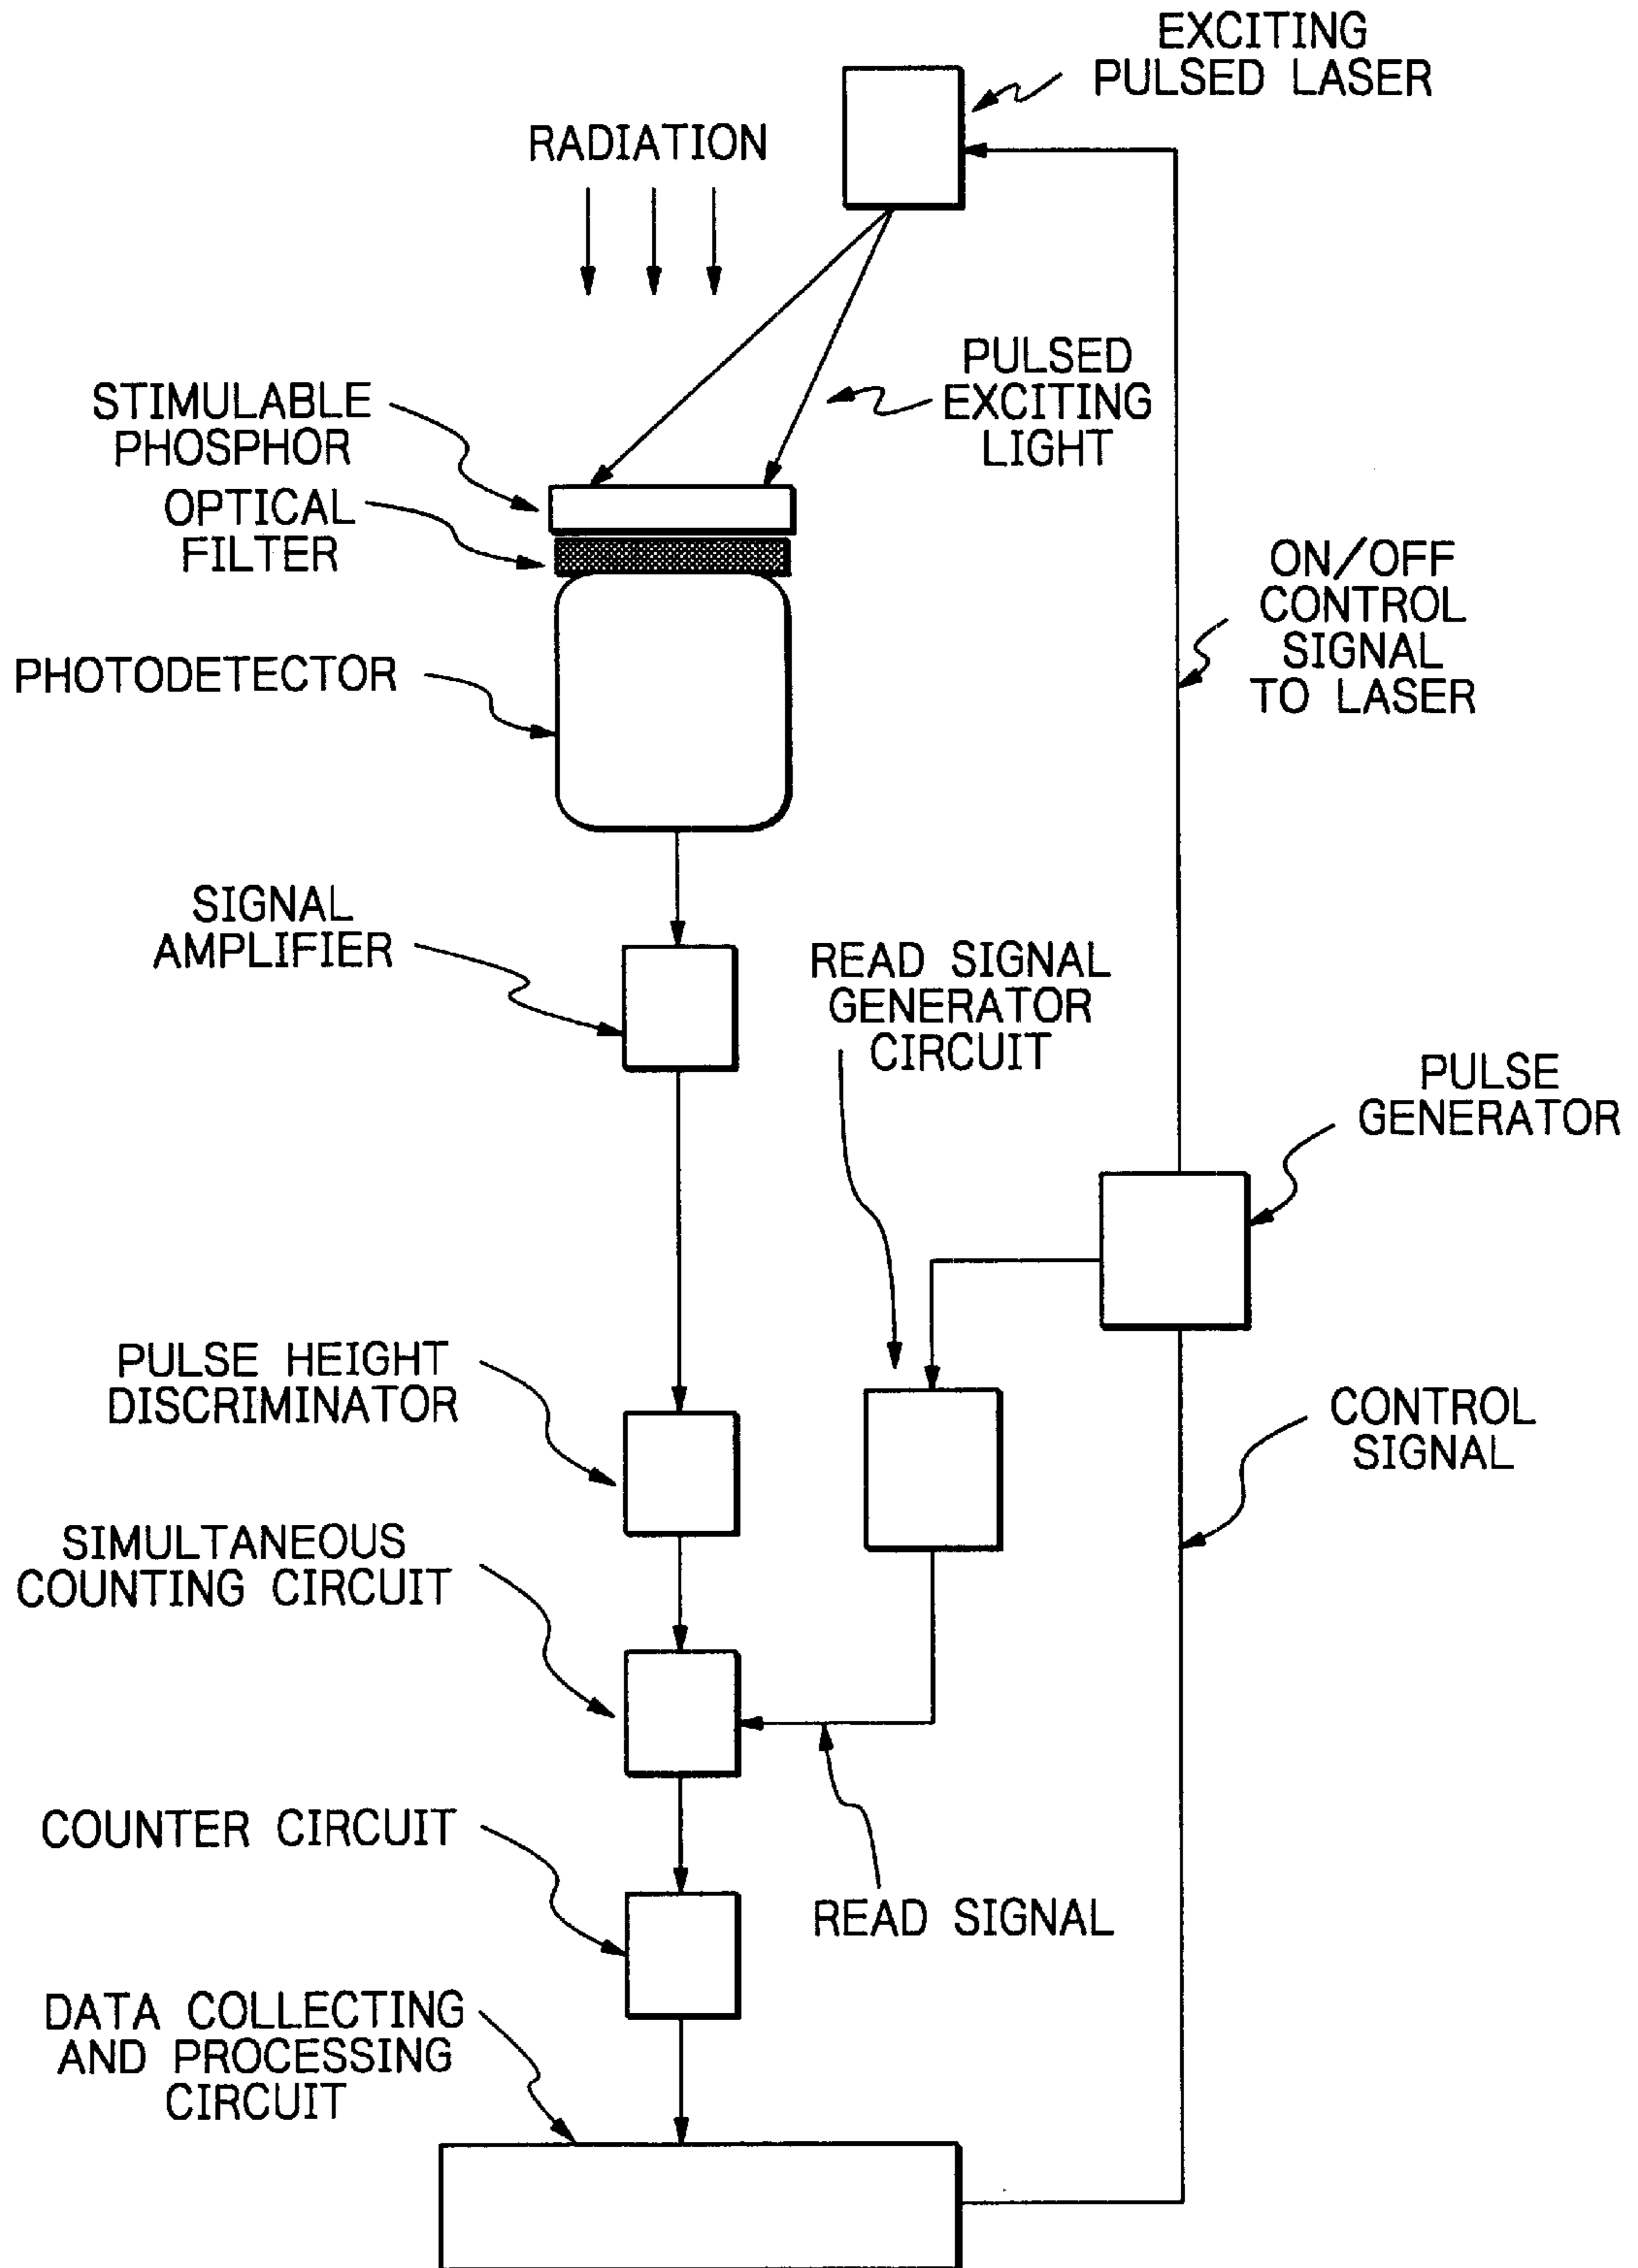 EXCITING
PULSED LASER
RADIATION
PULSED
EXCITING
LIGHT
STIMULABLE
PHOSPHOR
OPTICAL
FILTER
ON/OFF
CONTROL
SIGNAL
TO LASER
PHOTODETECTOR
SIGNAL
AMPLIFIER
READ SIGNAL
GENERATOR
CIRCUIT
PULSE
GENERATOR
PULSE HEIGHT
DISCRIMINATOR
CONTROL
SIGNAL
SIMULTANEOUS
COUNTING CIRCUIT
COUNTER CIRCUIT
READ SIGNAL
DATA COLLECTING
AND PROCESSING
CIRCUIT